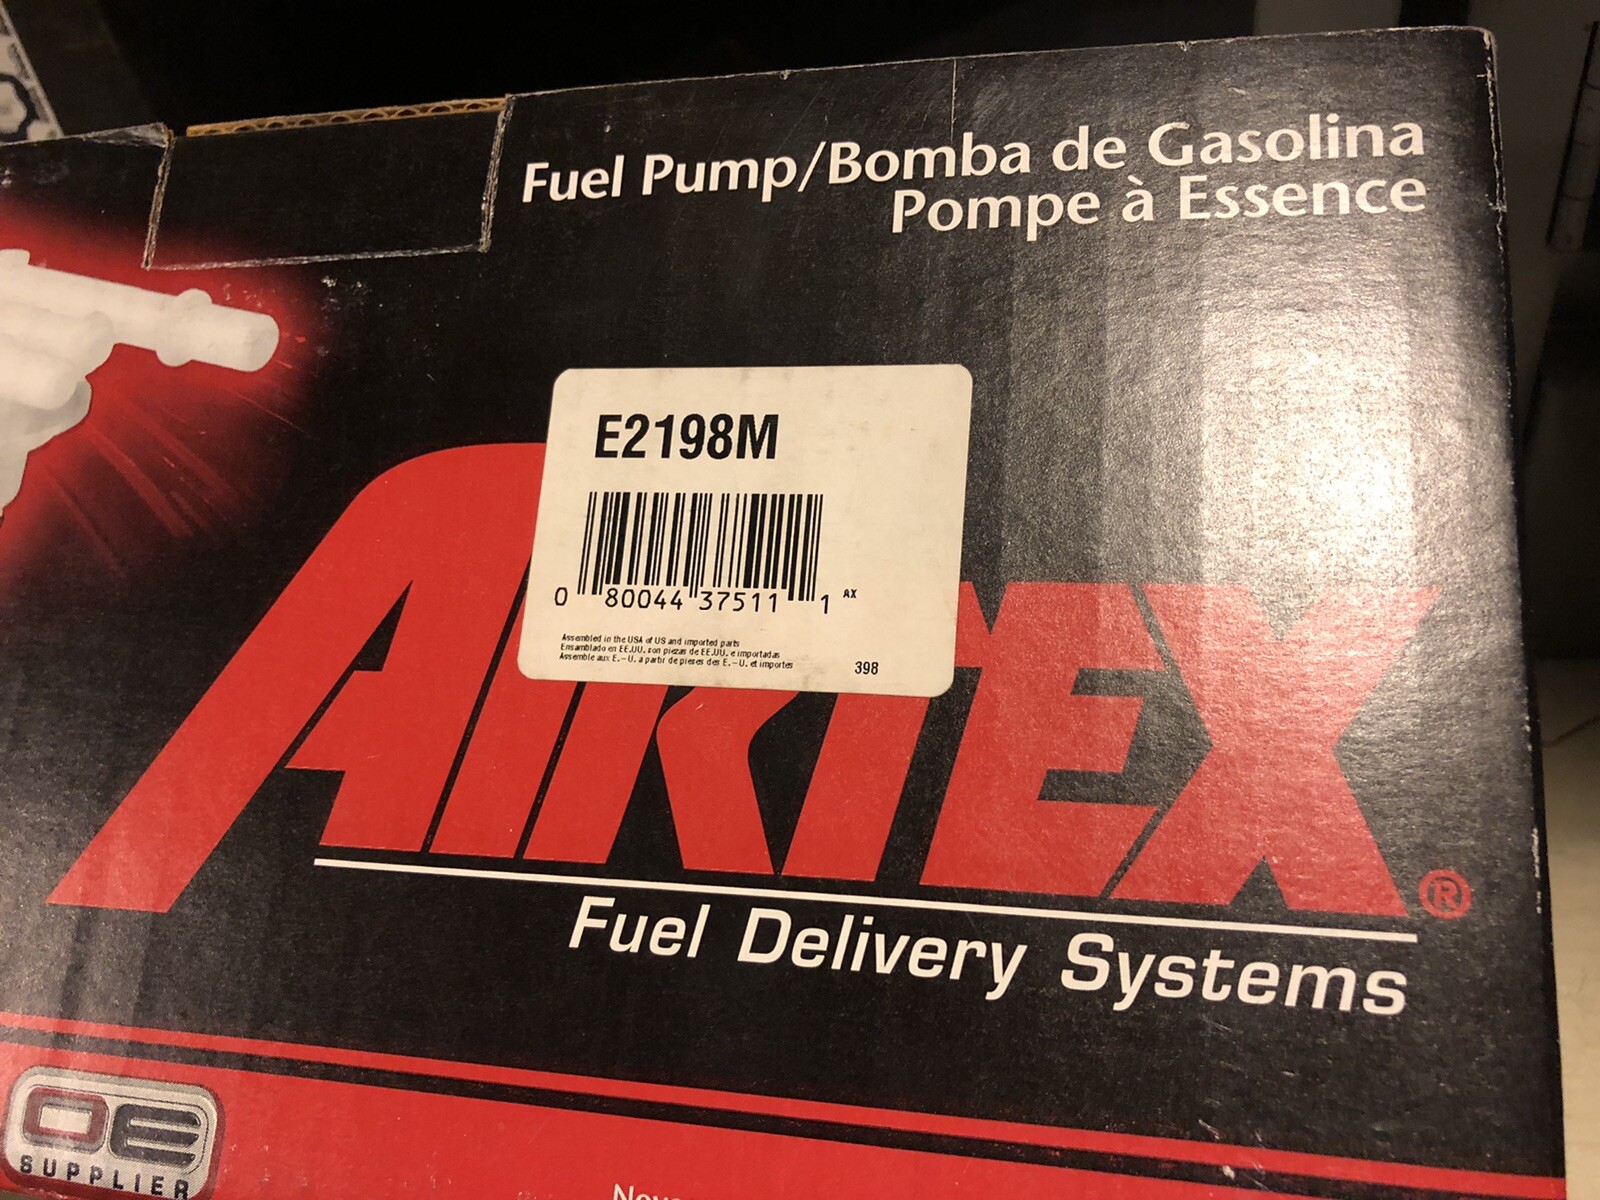 Fuel Pump/Bomba de Gasolina
Pompe à Essence
E2198M
0 80044 37511 1 AX
Assembled in the USA of US and imported parts
Ensamblado en EE.UU. con piezas de EE.UU. e importadas
Assemble aux E.-U. a partir de pieses des E.-U. et importes
398
AIRTEX®
Fuel Delivery Systems
OE
SUPPLIER